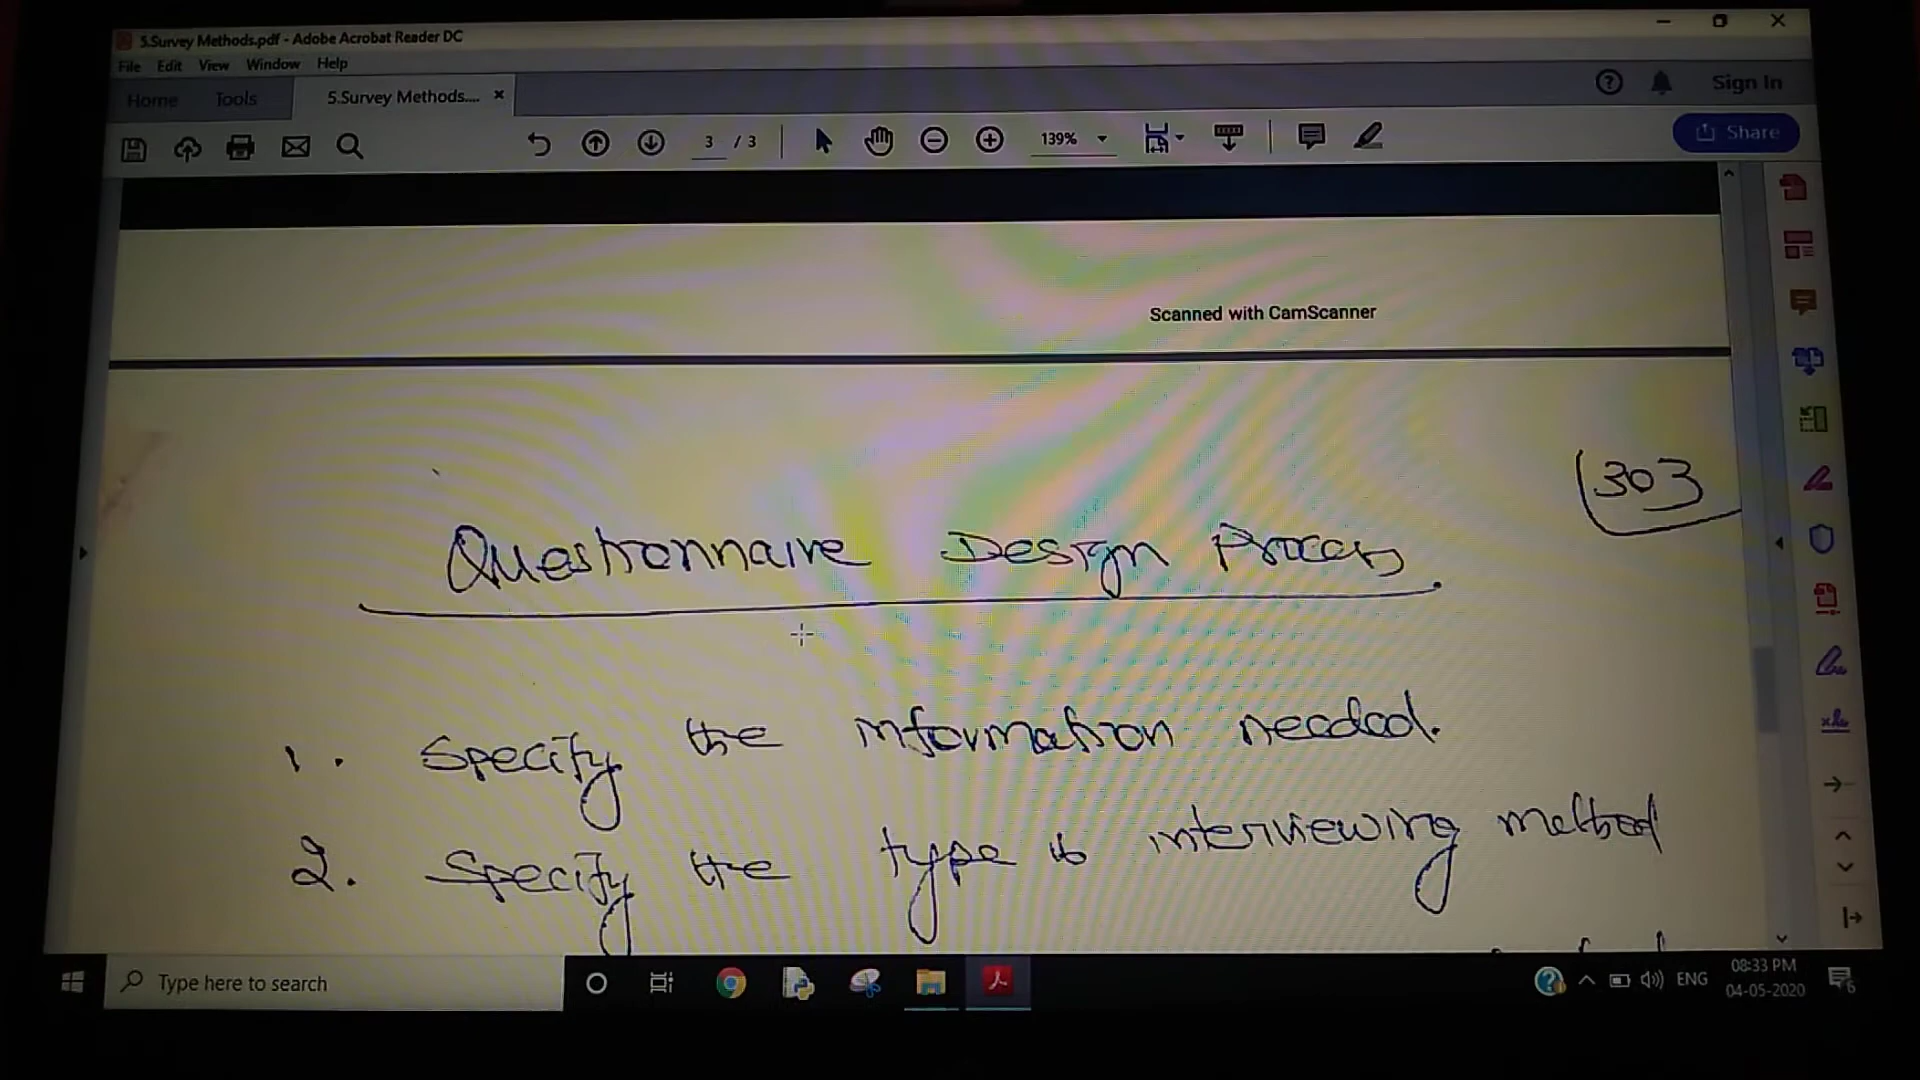 5.Survey Methods.pdf - Adobe Acrobat Reader DC
File Edit View Window Help
Home Tools 5.Survey Methods.... ×
Sign In
3 / 3 139% Share
Scanned with CamScanner
303
Questionnaire Design Process
1. Specify the information needed.
2. Specify the type of interviewing method
Type here to search
ENG
08:33 PM
04-05-2020
6